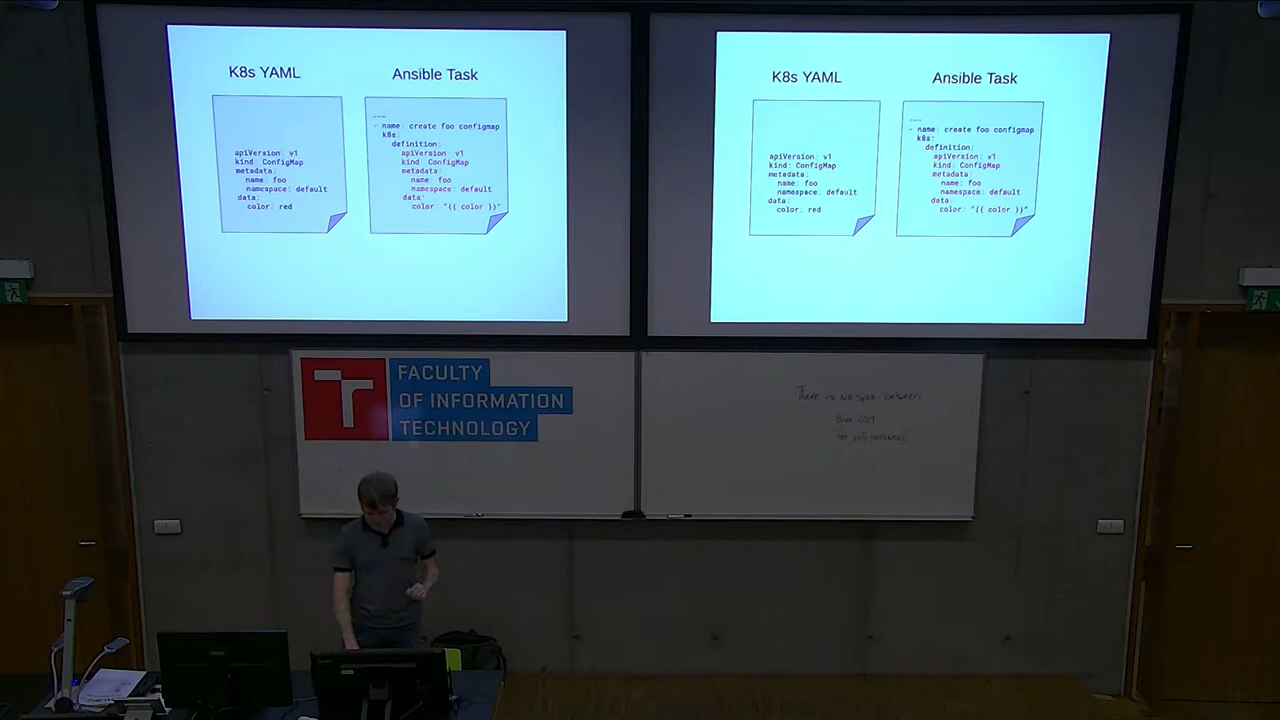 K8s YAML
apiVersion: v1
kind: ConfigMap
metadata:
name: foo
namespace: default
data:
color: red
Ansible Task
---
- name: create foo configmap
k8s:
definition:
apiVersion: v1
kind: ConfigMap
metadata:
name: foo
namespace: default
data:
color: "{{ color }}"
K8s YAML
apiVersion: v1
kind: ConfigMap
metadata:
name: foo
namespace: default
data:
color: red
Ansible Task
---
- name: create foo configmap
k8s:
definition:
apiVersion: v1
kind: ConfigMap
metadata:
name: foo
namespace: default
data:
color: "{{ color }}"
FACULTY
OF INFORMATION
TECHNOLOGY
There is no between
for